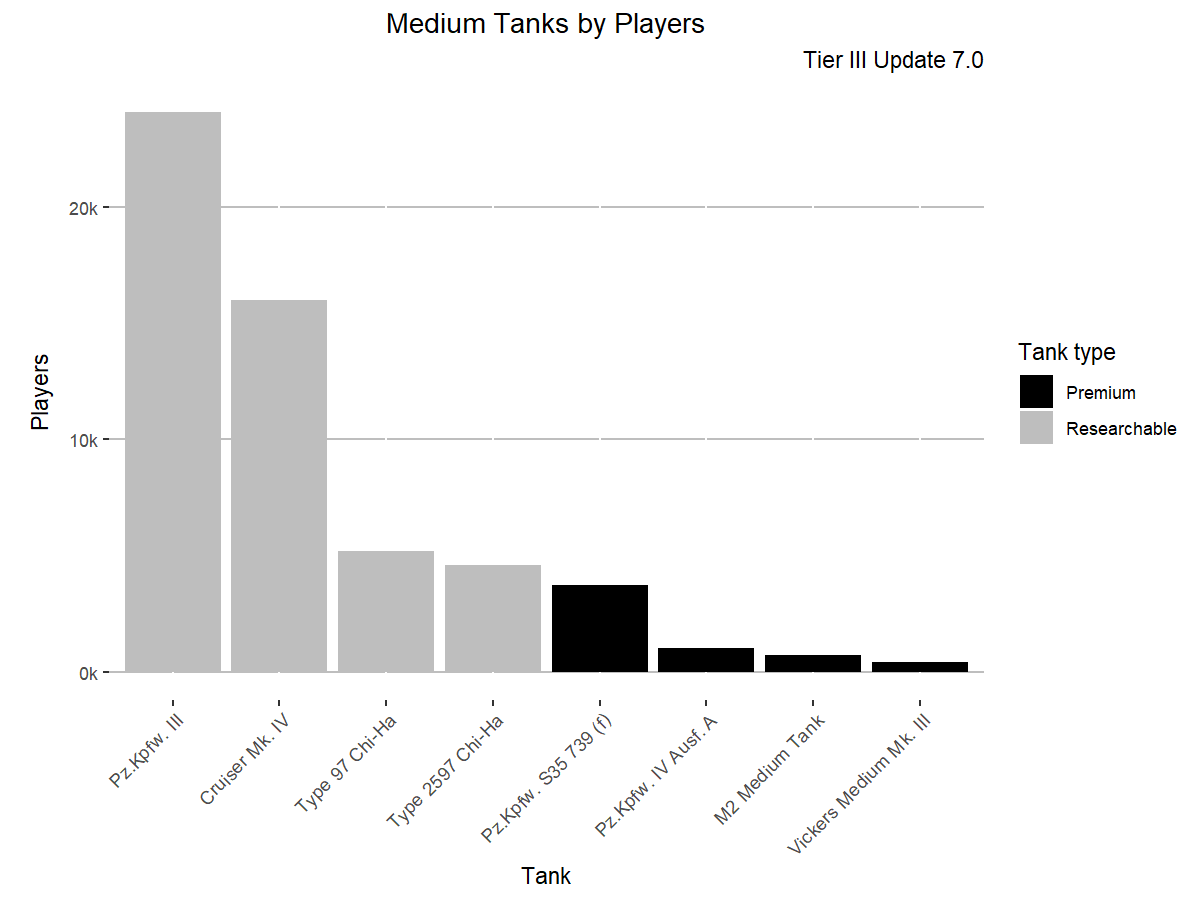 Medium Tanks by Players
Tier III Update 7.0
Players
20k
10k
0k
Pz.Kpfw. III
Cruiser Mk. IV
Type 97 Chi-Ha
Type 2597 Chi-Ha
Pz.Kpfw. S35 739 (f)
Pz.Kpfw. IV Ausf. A
M2 Medium Tank
Vickers Medium Mk. III
Tank
Tank type
Premium
Researchable